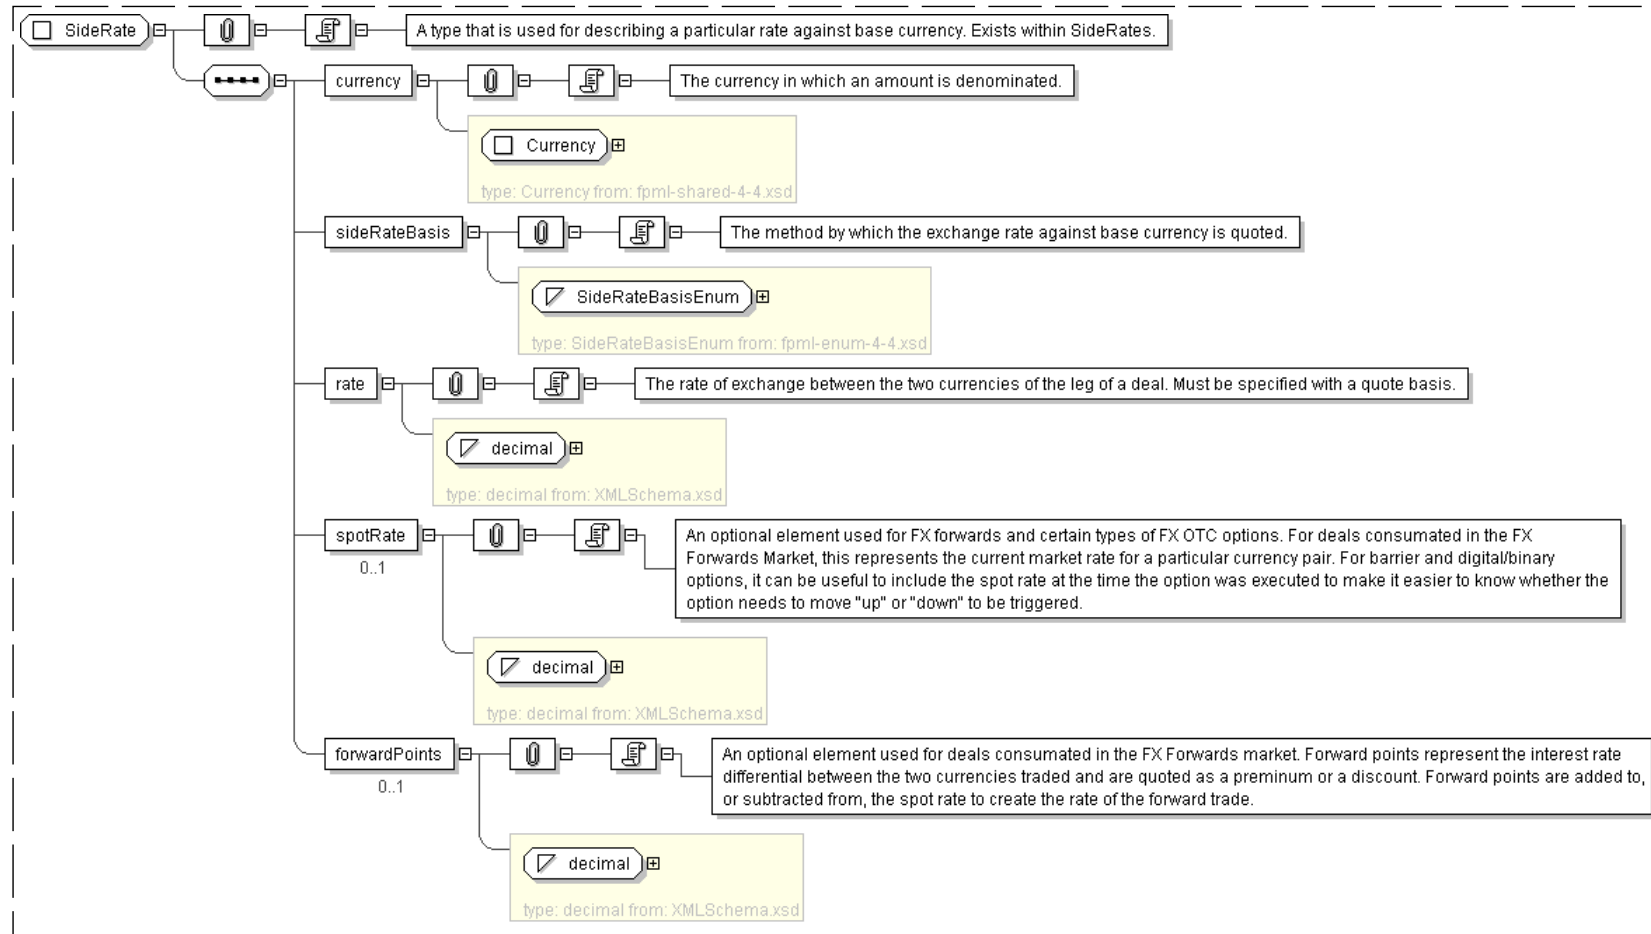 SideRate
A type that is used for describing a particular rate against base currency. Exists within SideRates.
currency
The currency in which an amount is denominated.
Currency
type: Currency from: fpml-shared-4-4.xsd
sideRateBasis
The method by which the exchange rate against base currency is quoted.
SideRateBasisEnum
type: SideRateBasisEnum from: fpml-enum-4-4.xsd
rate
The rate of exchange between the two currencies of the leg of a deal. Must be specified with a quote basis.
decimal
type: decimal from: XMLSchema.xsd
spotRate
0..1
An optional element used for FX forwards and certain types of FX OTC options. For deals consumated in the FX
Forwards Market, this represents the current market rate for a particular currency pair. For barrier and digital/binary
options, it can be useful to include the spot rate at the time the option was executed to make it easier to know whether the
option needs to move "up" or "down" to be triggered.
decimal
type: decimal from: XMLSchema.xsd
forwardPoints
0..1
An optional element used for deals consumated in the FX Forwards market. Forward points represent the interest rate
differential between the two currencies traded and are quoted as a preminum or a discount. Forward points are added to,
or subtracted from, the spot rate to create the rate of the forward trade.
decimal
type: decimal from: XMLSchema.xsd